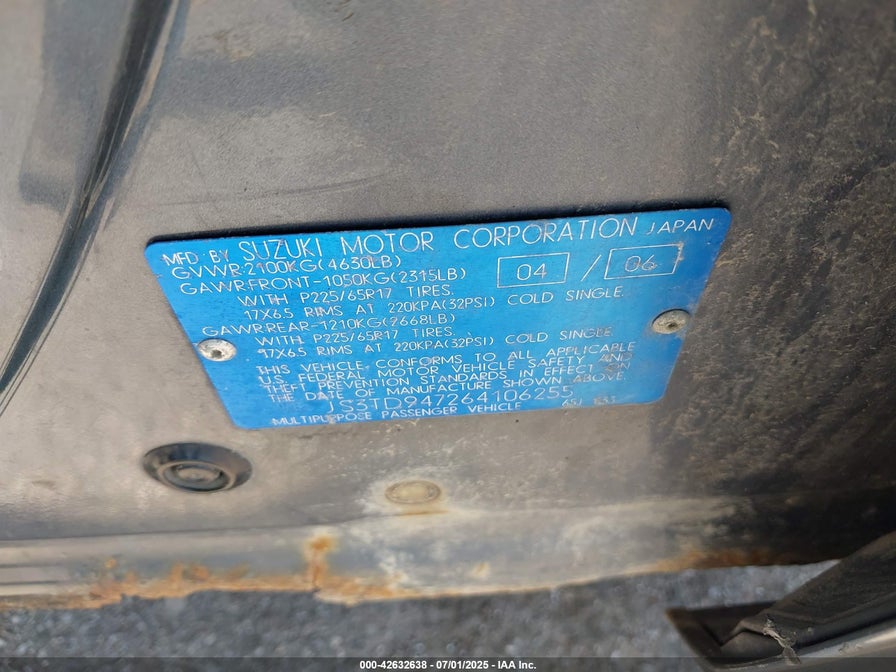 MFD BY SUZUKI MOTOR CORPORATION JAPAN
GVWR:2100KG(4630LB)
04 / 06
GAWR:FRONT-1050KG(2315LB)
WITH P225/65R17 TIRES.
17X6.5 RIMS AT 220KPA(32PSI) COLD SINGLE.
GAWR:REAR-1210KG(2668LB)
WITH P225/65R17 TIRES.
17X6.5 RIMS AT 220KPA(32PSI) COLD SINGLE.
THIS VEHICLE CONFORMS TO ALL APPLICABLE
U.S. FEDERAL MOTOR VEHICLE SAFETY AND
THEFT PREVENTION STANDARDS IN EFFECT ON
THE DATE OF MANUFACTURE SHOWN ABOVE.
JS3TD947264106255
MULTIPURPOSE PASSENGER VEHICLE
000-42632638 - 07/01/2025 - IAA Inc.